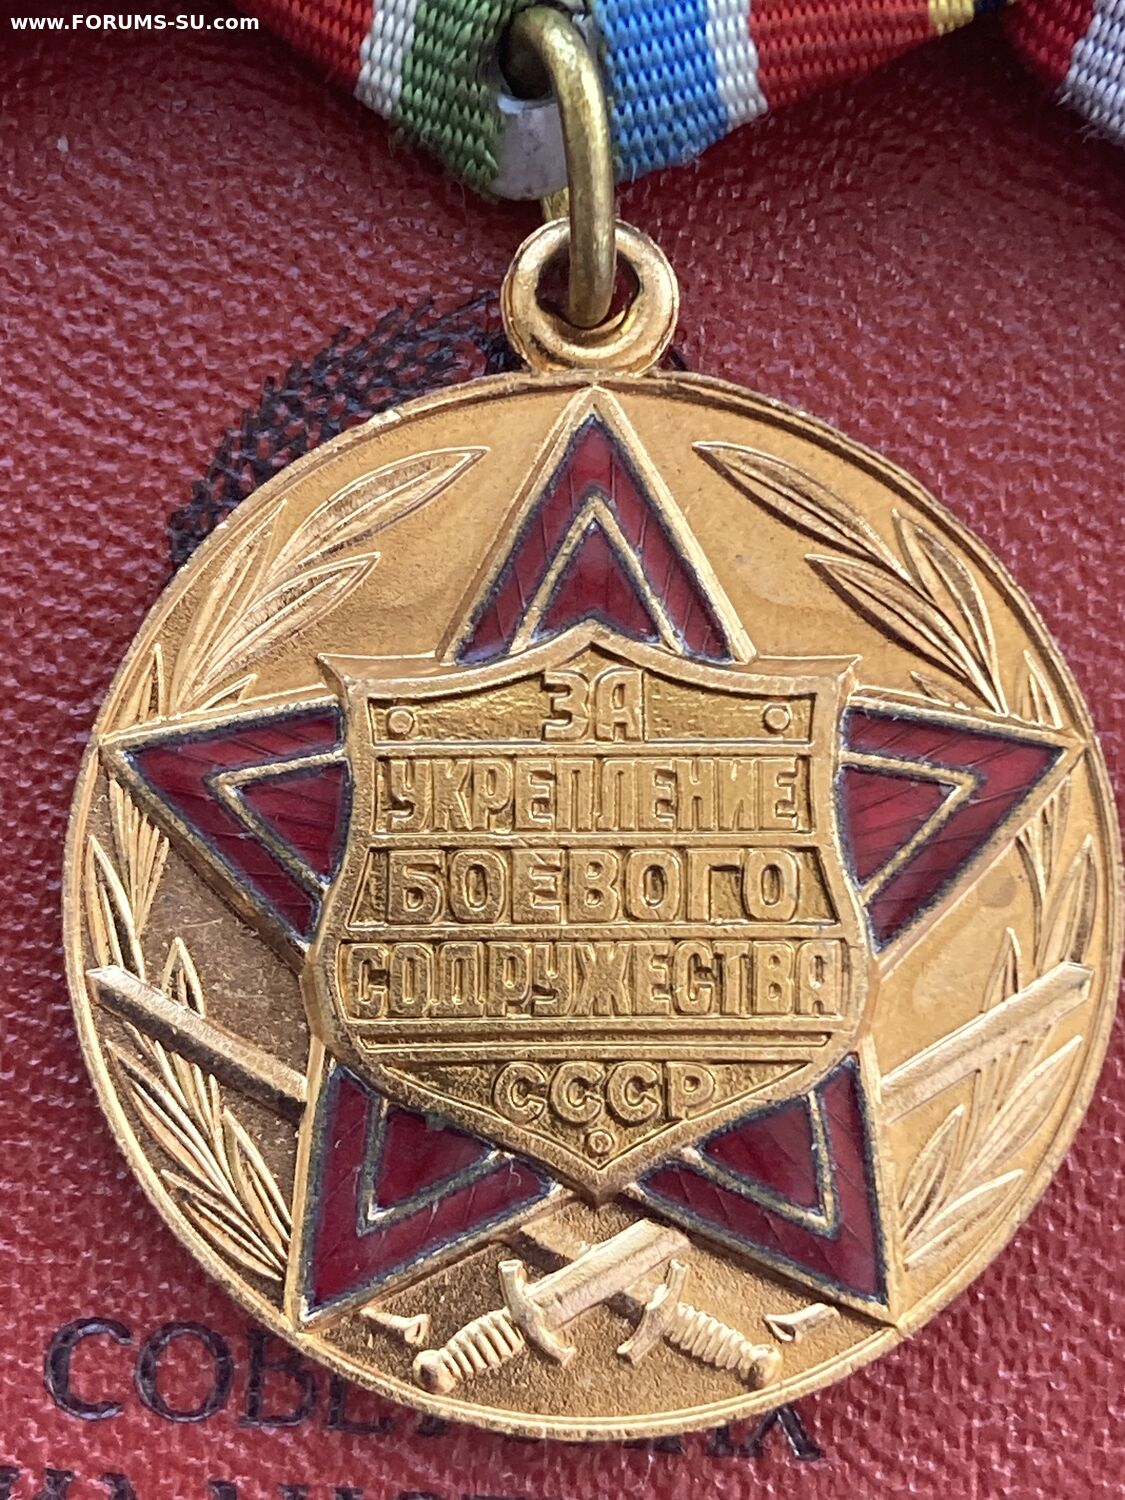 www.FORUMS-SU.com
ЗА
УКРЕПЛЕНИЕ
БОЕВОГО
СОДРУЖЕСТВА
СССР